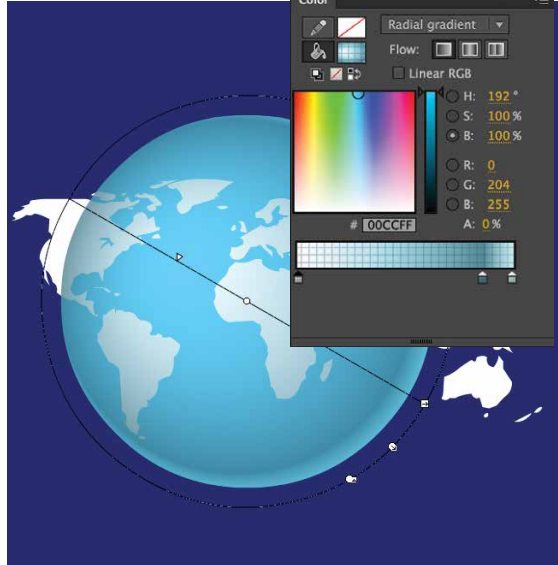 Color
Radial gradient
Flow:
Linear RGB
H: 192 °
S: 100 %
B: 100 %
R: 0
G: 204
B: 255
# 00CCFF
A: 0 %